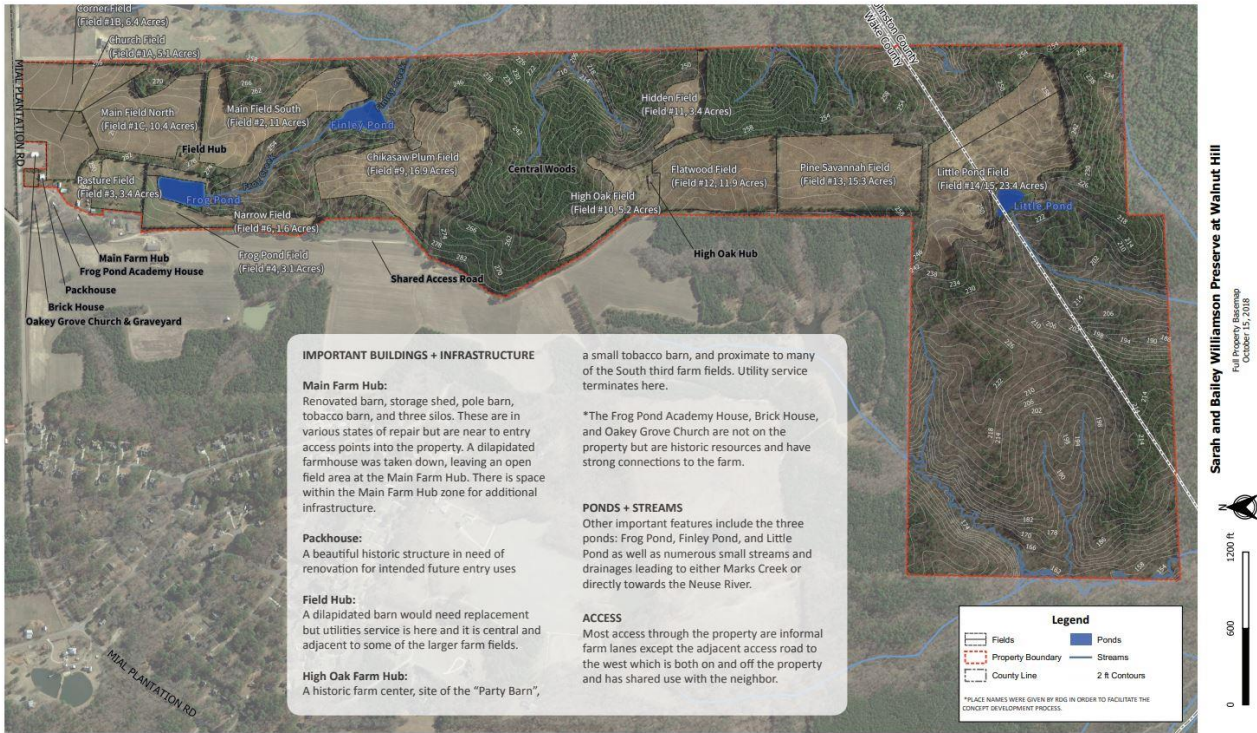 Corner Field
(Field #1B, 6.4 Acres)
Church Field
(Field #1A, 5.1 Acres)
MIAL PLANTATION RD
Main Field North
(Field #1C, 10.4 Acres)
Main Field South
(Field #2, 11 Acres)
Finley Pond
Field Hub
Pasture Field
(Field #3, 3.4 Acres)
Frog Pond
Narrow Field
(Field #6, 1.6 Acres)
Frog Pond Field
(Field #4, 3.1 Acres)
Chikasaw Plum Field
(Field #9, 16.9 Acres)
Central Woods
Hidden Field
(Field #11, 3.4 Acres)
High Oak Field
(Field #10, 5.2 Acres)
Flatwood Field
(Field #12, 11.9 Acres)
Pine Savannah Field
(Field #13, 15.3 Acres)
Little Pond Field
(Field #14/15, 23.4 Acres)
Little Pond
Johnston County
Wake County
High Oak Hub
Shared Access Road
Main Farm Hub
Frog Pond Academy House
Packhouse
Brick House
Oakey Grove Church & Graveyard
MIAL PLANTATION RD
IMPORTANT BUILDINGS + INFRASTRUCTURE
Main Farm Hub:
Renovated barn, storage shed, pole barn,
tobacco barn, and three silos. These are in
various states of repair but are near to entry
access points into the property. A dilapidated
farmhouse was taken down, leaving an open
field area at the Main Farm Hub. There is space
within the Main Farm Hub zone for additional
infrastructure.
Packhouse:
A beautiful historic structure in need of
renovation for intended future entry uses
Field Hub:
A dilapidated barn would need replacement
but utilities service is here and it is central and
adjacent to some of the larger farm fields.
High Oak Farm Hub:
A historic farm center, site of the “Party Barn”,
a small tobacco barn, and proximate to many
of the South third farm fields. Utility service
terminates here.
*The Frog Pond Academy House, Brick House,
and Oakey Grove Church are not on the
property but are historic resources and have
strong connections to the farm.
PONDS + STREAMS
Other important features include the three
ponds: Frog Pond, Finley Pond, and Little
Pond as well as numerous small streams and
drainages leading to either Marks Creek or
directly towards the Neuse River.
ACCESS
Most access through the property are informal
farm lanes except the adjacent access road to
the west which is both on and off the property
and has shared use with the neighbor.
Legend
Fields
Ponds
Property Boundary
Streams
County Line
2 ft Contours
*PLACE NAMES WERE GIVEN BY RDG IN ORDER TO FACILITATE THE
CONCEPT DEVELOPMENT PROCESS.
Sarah and Bailey Williamson Preserve at Walnut Hill
Full Property Basemap
October 15, 2018
N
1200 ft
600
0